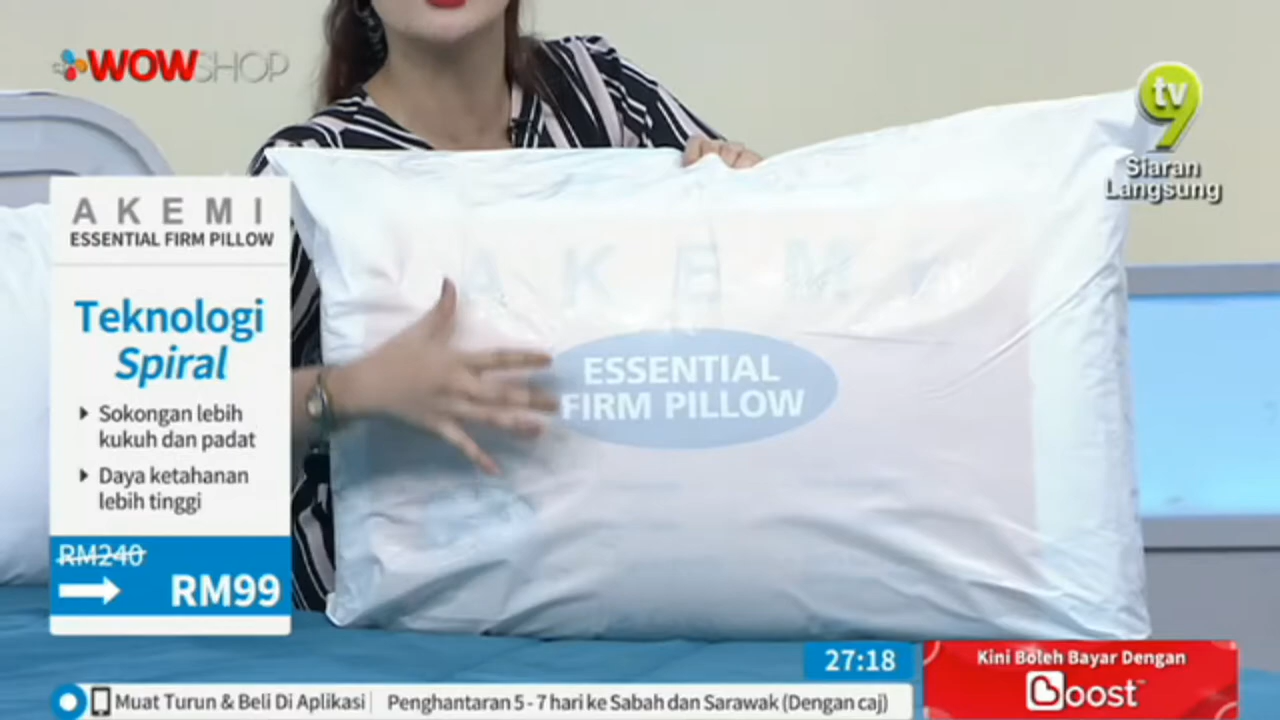 WOWSHOP
tv9
Siaran
Langsung
AKEMI
ESSENTIAL FIRM PILLOW
Teknologi
Spiral
Sokongan lebih
kukuh dan padat
Daya ketahanan
lebih tinggi
RM240
RM99
AKEMI
ESSENTIAL
FIRM PILLOW
27:18
Kini Boleh Bayar Dengan
Boost™
Muat Turun & Beli Di Aplikasi
Penghantaran 5 - 7 hari ke Sabah dan Sarawak (Dengan caj)